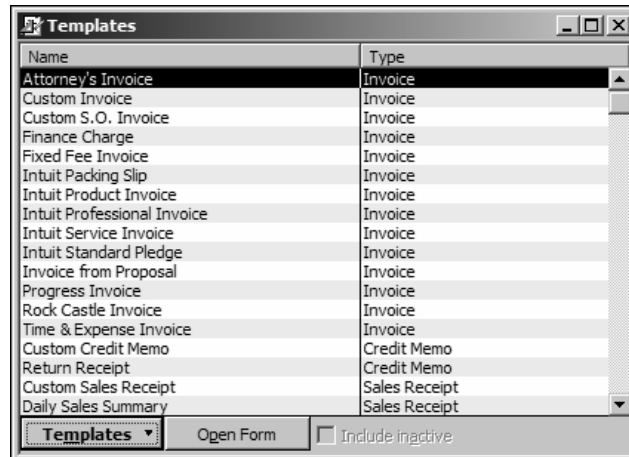 Templates
Name Type
Attorney's Invoice Invoice
Custom Invoice Invoice
Custom S.O. Invoice Invoice
Finance Charge Invoice
Fixed Fee Invoice Invoice
Intuit Packing Slip Invoice
Intuit Product Invoice Invoice
Intuit Professional Invoice Invoice
Intuit Service Invoice Invoice
Intuit Standard Pledge Invoice
Invoice from Proposal Invoice
Progress Invoice Invoice
Rock Castle Invoice Invoice
Time & Expense Invoice Invoice
Custom Credit Memo Credit Memo
Return Receipt Credit Memo
Custom Sales Receipt Sales Receipt
Daily Sales Summary Sales Receipt
Templates Open Form Include inactive